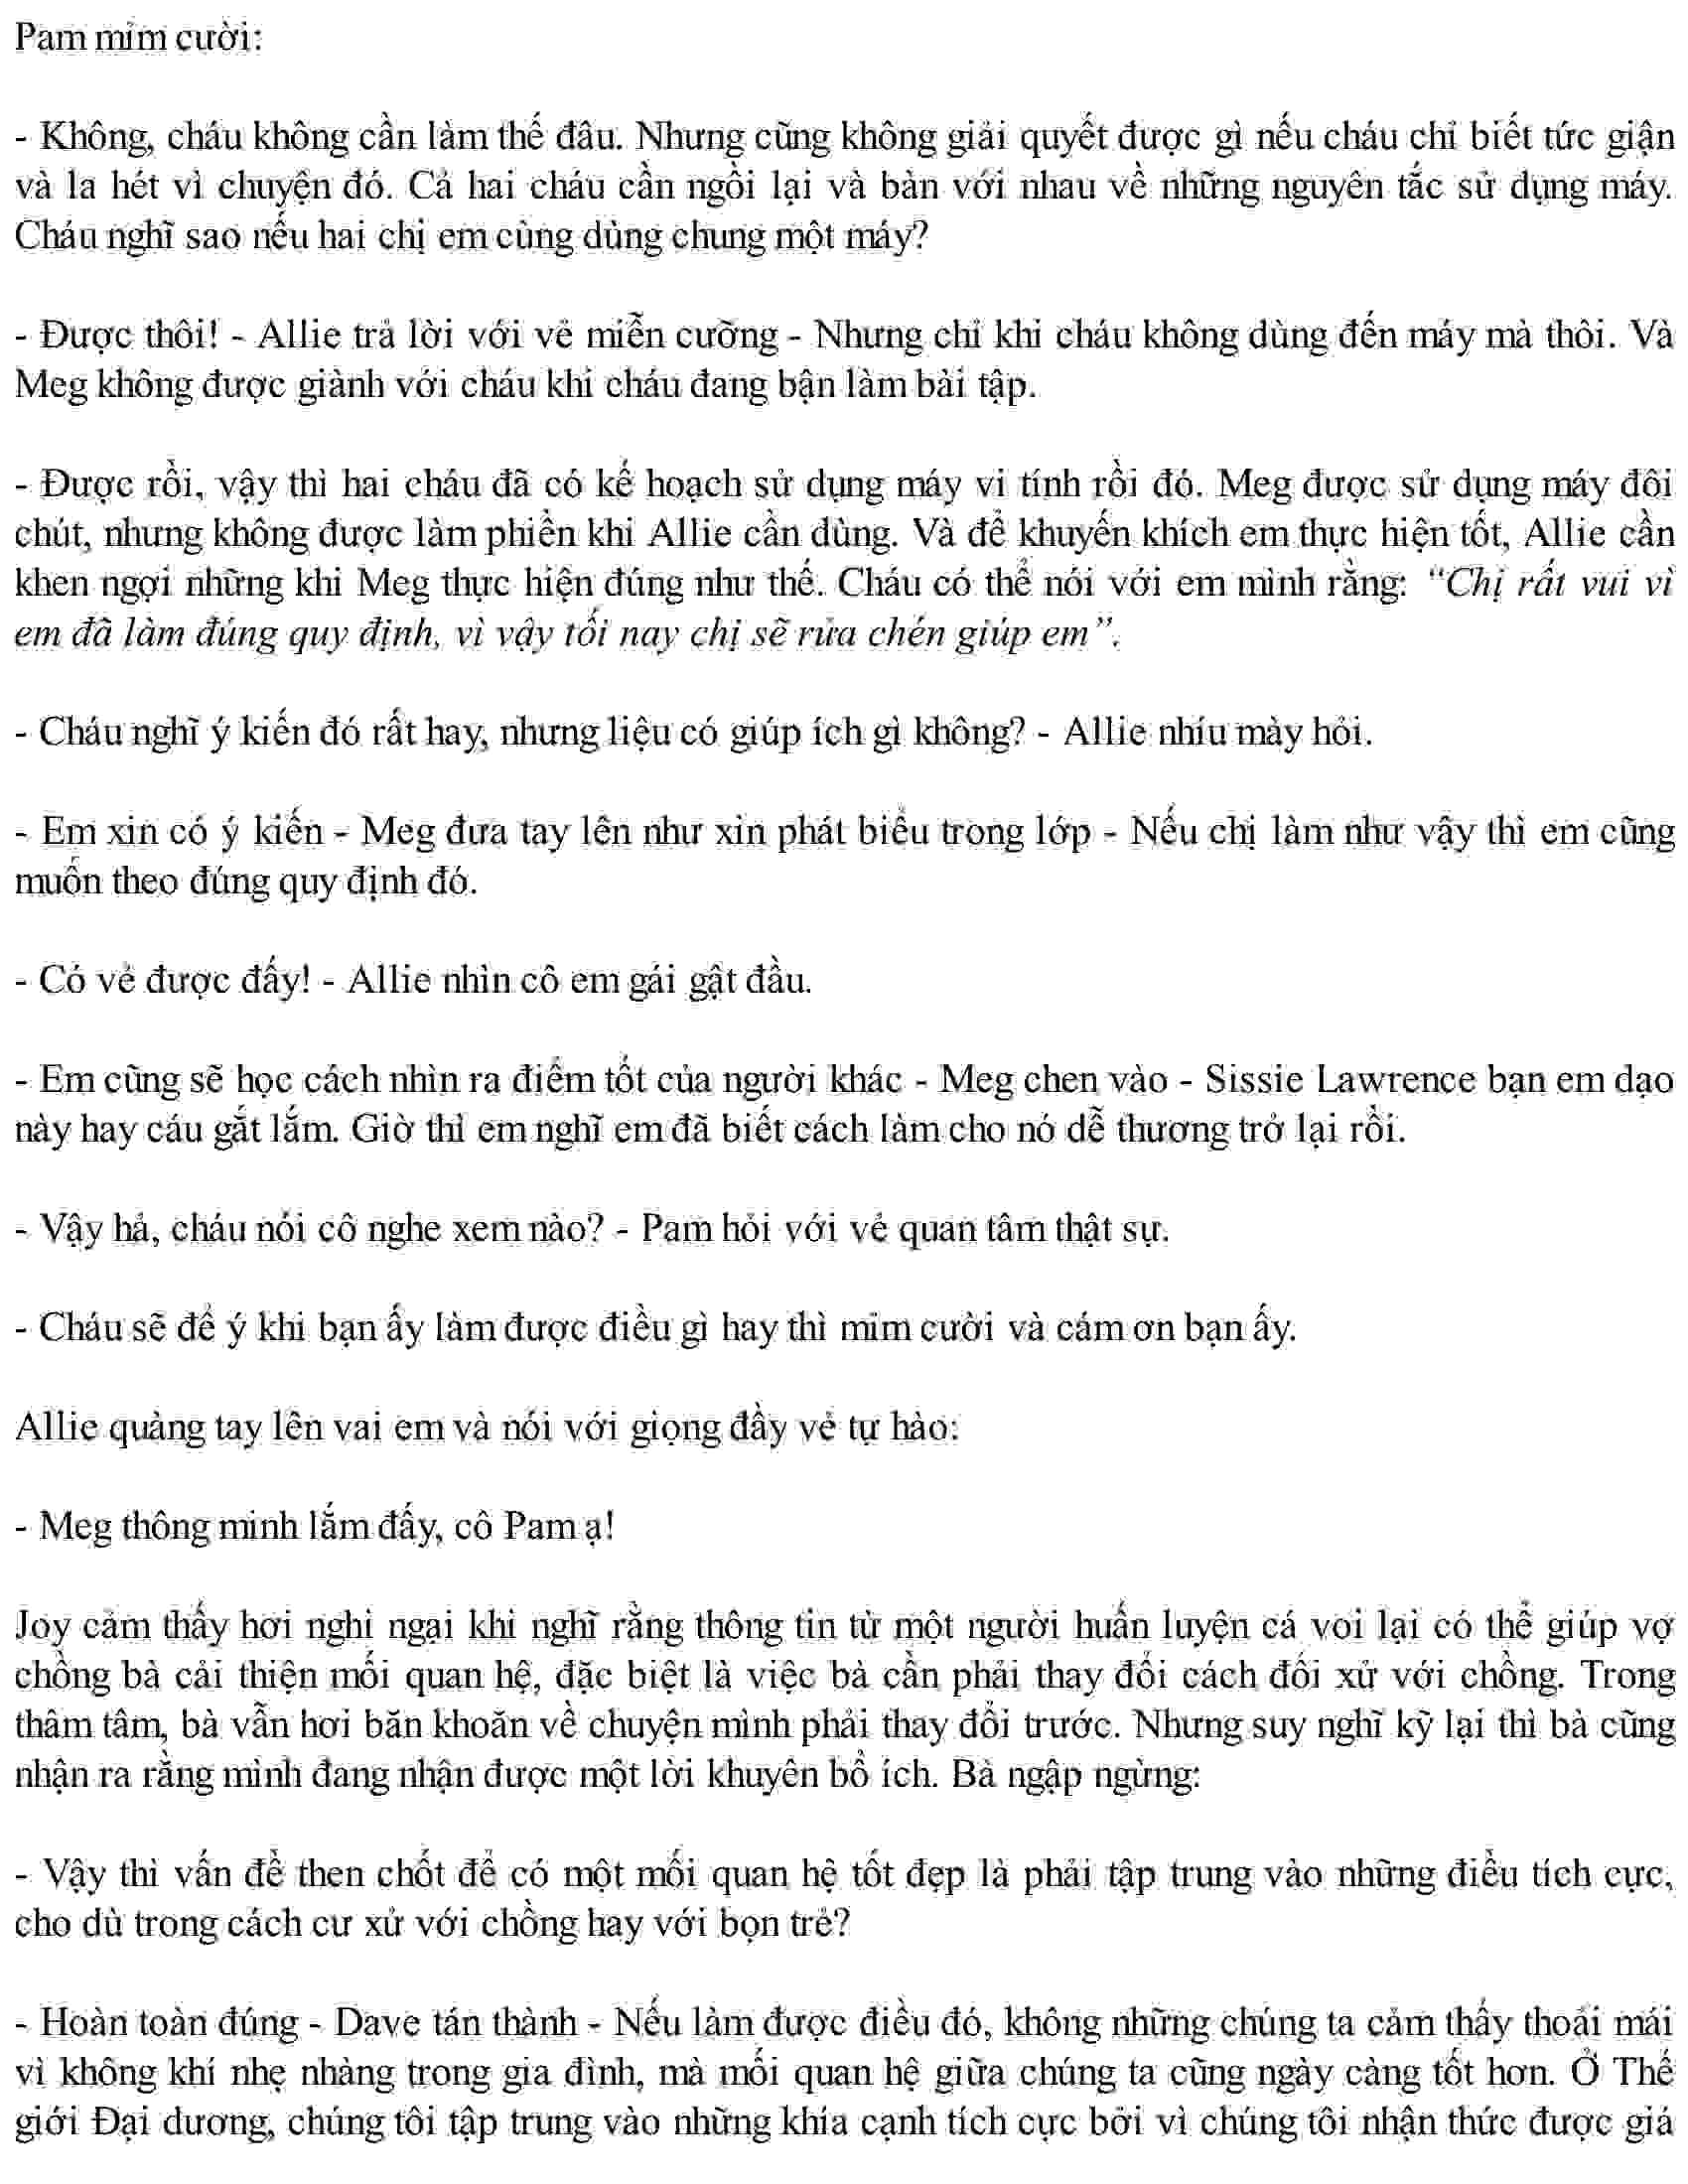 Pam mỉm cười:
- Không, cháu không cần làm thế đâu. Nhưng cũng không giải quyết được gì nếu cháu chỉ biết tức giận
và la hét vì chuyện đó. Cả hai cháu cần ngồi lại và bàn với nhau về những nguyên tắc sử dụng máy.
Cháu nghĩ sao nếu hai chị em cùng dùng chung một máy?
- Được thôi! - Allie trả lời với vẻ miễn cưỡng - Nhưng chỉ khi cháu không dùng đến máy mà thôi. Và
Meg không được giành với cháu khi cháu đang bận làm bài tập.
- Được rồi, vậy thì hai cháu đã có kế hoạch sử dụng máy vi tính rồi đó. Meg được sử dụng máy đôi
chút, nhưng không được làm phiền khi Allie cần dùng. Và để khuyến khích em thực hiện tốt, Allie cần
khen ngợi những khi Meg thực hiện đúng như thế. Cháu có thể nói với em mình rằng: “Chị rất vui vì
em đã làm đúng quy định, vì vậy tối nay chị sẽ rửa chén giúp em”.
- Cháu nghĩ ý kiến đó rất hay, nhưng liệu có giúp ích gì không? - Allie nhíu mày hỏi.
- Em xin có ý kiến - Meg đưa tay lên như xin phát biểu trong lớp - Nếu chị làm như vậy thì em cũng
muốn theo đúng quy định đó.
- Có vẻ được đấy! - Allie nhìn cô em gái gật đầu.
- Em cũng sẽ học cách nhìn ra điểm tốt của người khác - Meg chen vào - Sissie Lawrence bạn em dạo
này hay cáu gắt lắm. Giờ thì em nghĩ em đã biết cách làm cho nó dễ thương trở lại rồi.
- Vậy hả, cháu nói cô nghe xem nào? - Pam hỏi với vẻ quan tâm thật sự.
- Cháu sẽ để ý khi bạn ấy làm được điều gì hay thì mỉm cười và cám ơn bạn ấy.
Allie quàng tay lên vai em và nói với giọng đầy vẻ tự hào:
- Meg thông minh lắm đấy, cô Pam ạ!
Joy cảm thấy hơi nghi ngại khi nghĩ rằng thông tin từ một người huấn luyện cá voi lại có thể giúp vợ
chồng bà cải thiện mối quan hệ, đặc biệt là việc bà cần phải thay đổi cách đối xử với chồng. Trong
thâm tâm, bà vẫn hơi băn khoăn về chuyện mình phải thay đổi trước. Nhưng suy nghĩ kỹ lại thì bà cũng
nhận ra rằng mình đang nhận được một lời khuyên bổ ích. Bà ngập ngừng:
- Vậy thì vấn đề then chốt để có một mối quan hệ tốt đẹp là phải tập trung vào những điều tích cực,
cho dù trong cách cư xử với chồng hay với bọn trẻ?
- Hoàn toàn đúng - Dave tán thành - Nếu làm được điều đó, không những chúng ta cảm thấy thoải mái
vì không khí nhẹ nhàng trong gia đình, mà mối quan hệ giữa chúng ta cũng ngày càng tốt hơn. Ở Thế
giới Đại dương, chúng tôi tập trung vào những khía cạnh tích cực bởi vì chúng tôi nhận thức được giá